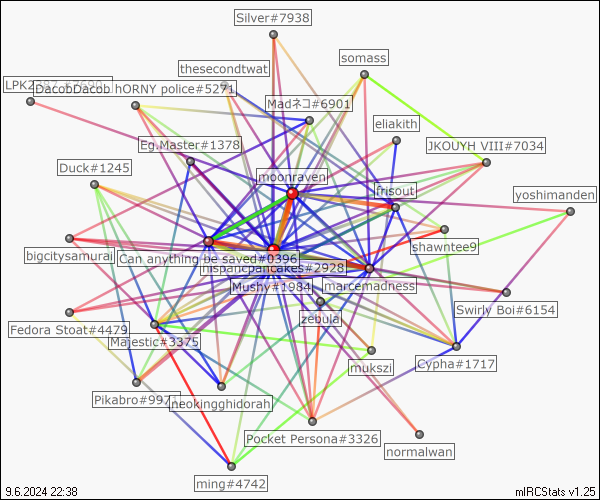 Silver#7938
somass
thesecondtwat
DacobDacob hORNY police#5271
Madネコ#6901
eliakith
Eg.Master#1378
JKOUYH VIII#7034
Duck#1245
moonraven
frisout
yoshimanden
shawntee9
bigcitysamurai
Can anything be saved#0396
hispancpancakes#2928
Mushy#1984
marcemadness
Swirly Boi#6154
zebula
Fedora Stoat#4479
Majestic#3375
Cypha#1717
mukszi
Pikabro#9971
neokingghidorah
Pocket Persona#3326
normalwan
ming#4742
9.6.2024 22:38
mIRCStats v1.25